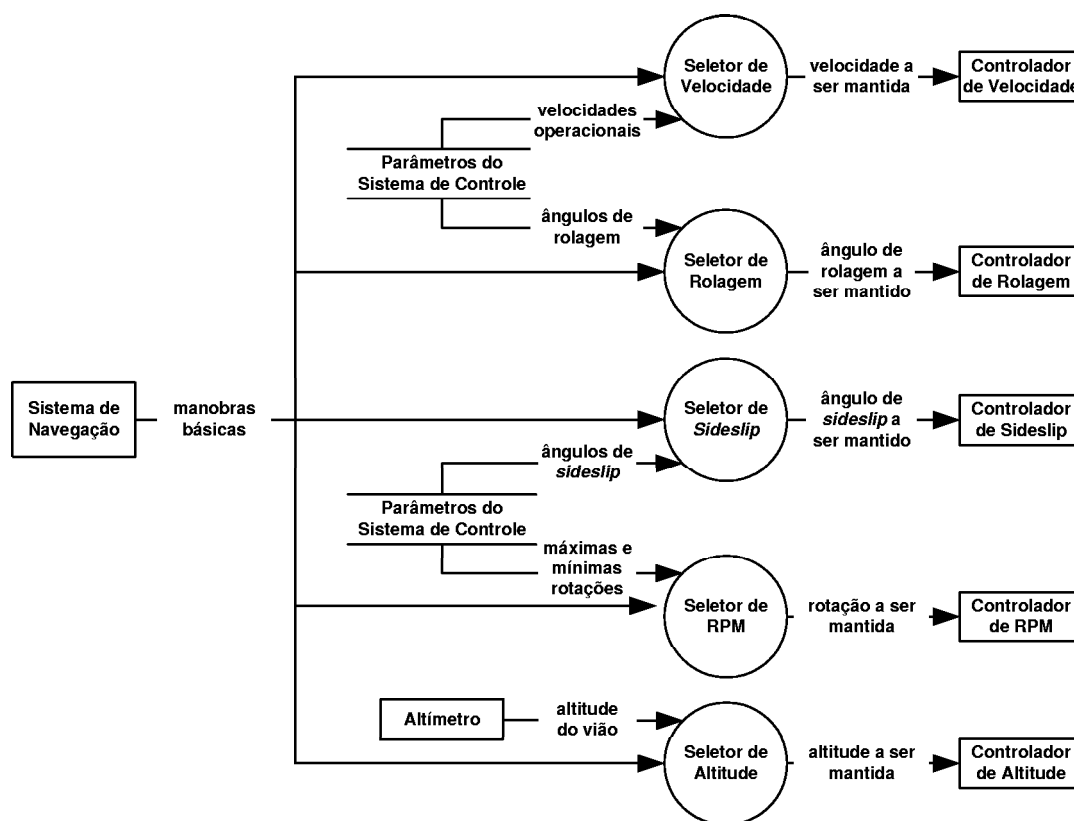 Seletor de
Velocidade
velocidade a
ser mantida
Controlador
de Velocidade
velocidades
operacionais
Parâmetros do
Sistema de Controle
ângulos de
rolagem
Seletor de
Rolagem
ângulo de
rolagem a
ser mantido
Controlador
de Rolagem
Sistema de
Navegação
manobras
básicas
Seletor de
Sideslip
ângulo de
sideslip a
ser mantido
Controlador
de Sideslip
ângulos de
sideslip
Parâmetros do
Sistema de Controle
máximas e
mínimas
rotações
Seletor de
RPM
rotação a ser
mantida
Controlador
de RPM
Altímetro
altitude
do vião
Seletor de
Altitude
altitude a ser
mantida
Controlador
de Altitude